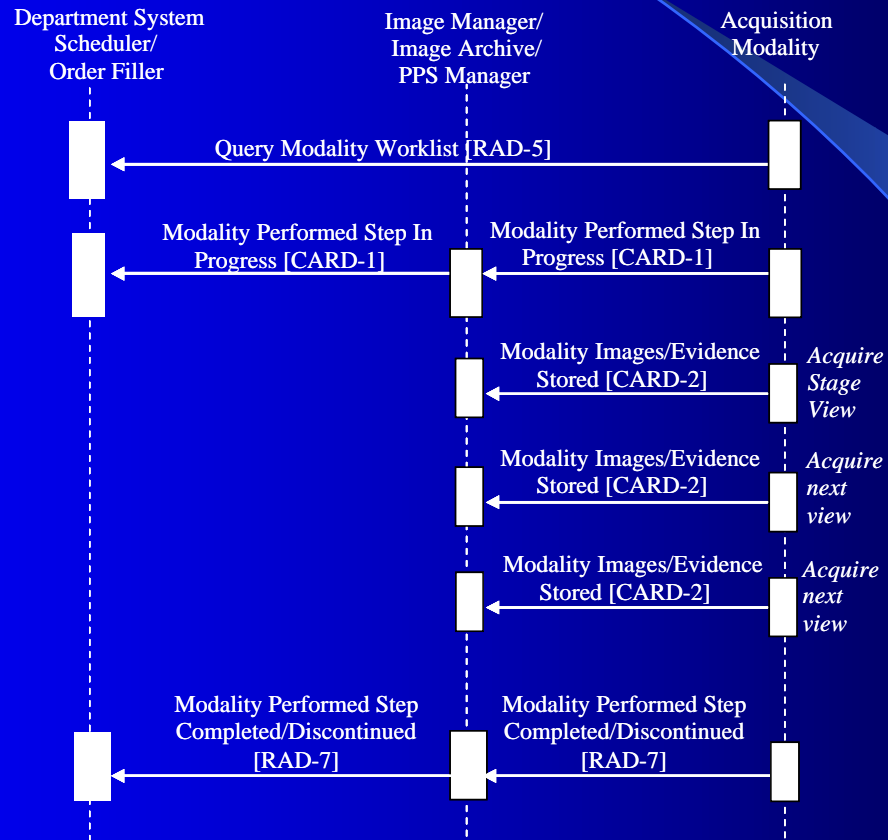 Department System
Scheduler/
Order Filler
Image Manager/
Image Archive/
PPS Manager
Acquisition
Modality
Query Modality Worklist [RAD-5]
Modality Performed Step In
Progress [CARD-1]
Modality Performed Step In
Progress [CARD-1]
Modality Images/Evidence
Stored [CARD-2]
Acquire
Stage
View
Modality Images/Evidence
Stored [CARD-2]
Acquire
next
view
Modality Images/Evidence
Stored [CARD-2]
Acquire
next
view
Modality Performed Step
Completed/Discontinued
[RAD-7]
Modality Performed Step
Completed/Discontinued
[RAD-7]